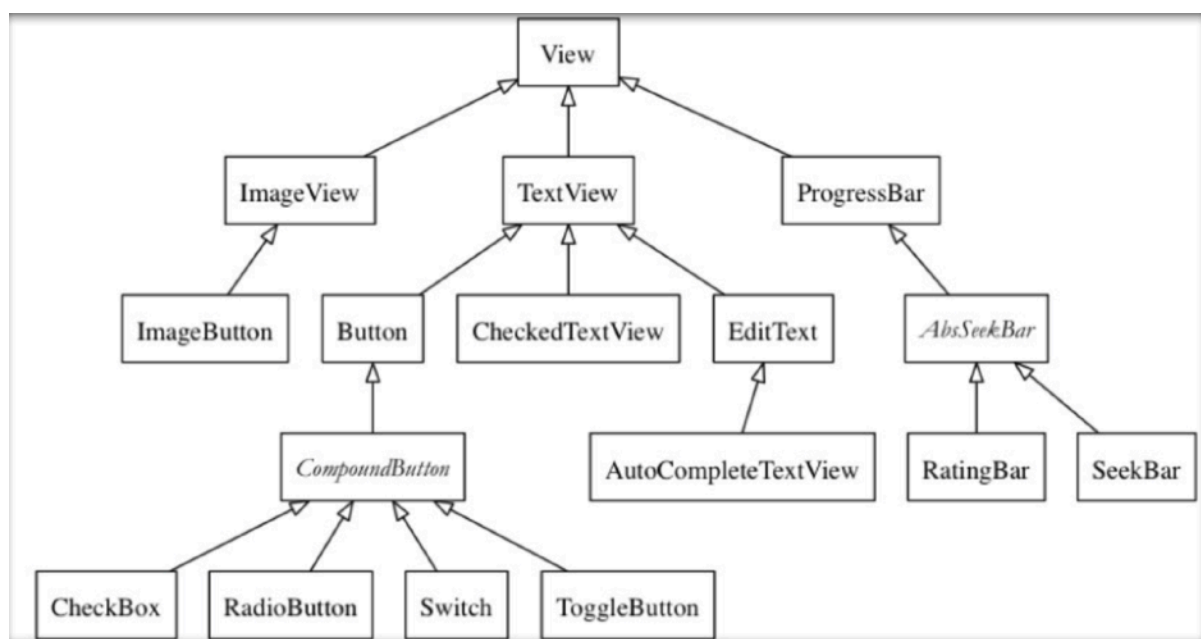 View
ImageView
TextView
ProgressBar
ImageButton
Button
CheckedTextView
EditText
AbsSeekBar
CompoundButton
AutoCompleteTextView
RatingBar
SeekBar
CheckBox
RadioButton
Switch
ToggleButton